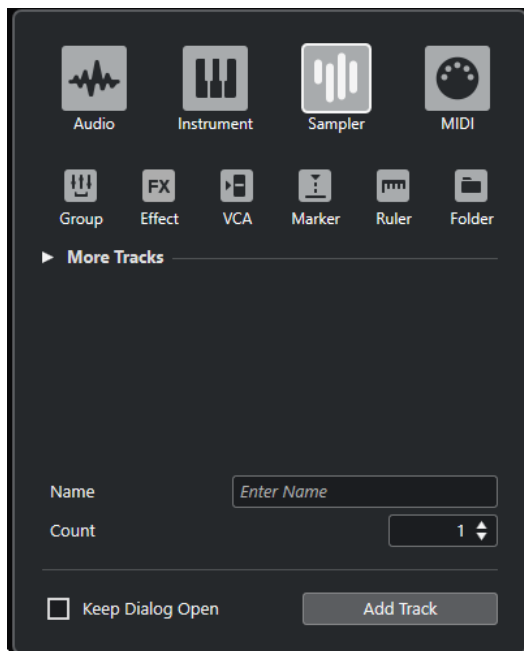 Audio Instrument Sampler MIDI
FX
Group Effect VCA Marker Ruler Folder
More Tracks
Name Enter Name
Count 1
Keep Dialog Open Add Track